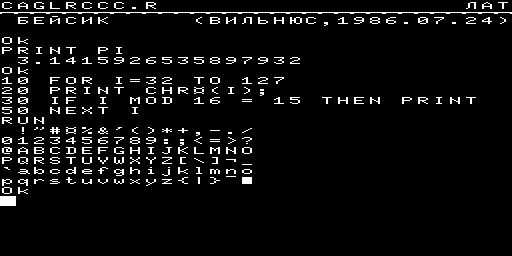 CAGLRCCC.R ЛАТ
БЕЙСИК (ВИЛЬНЮС,1986.07.24)
Ok
PRINT PI
3.1415926535897932
Ok
10 FOR I=32 TO 127
20 PRINT CHR¤(I);
30 IF I MOD 16 = 15 THEN PRINT
50 NEXT I
RUN
!"#¤%&'()*+,-./
0123456789:;<=>?
@ABCDEFGHIJKLMNO
PQRSTUVWXYZ[\]¬_
`abcdefghijklmno
pqrstuvwxyz{|}‾█
Ok